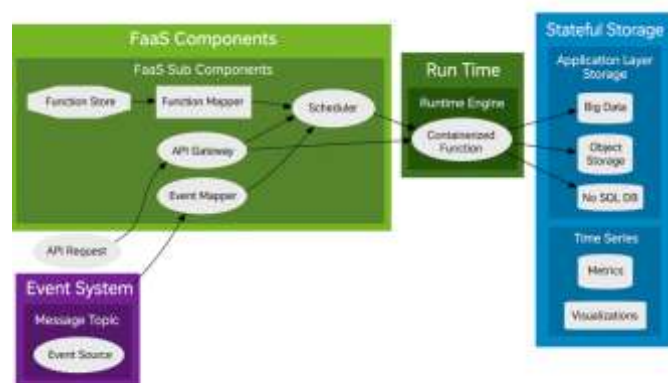 FaaS Components
FaaS Sub Components
Function Store
Function Mapper
Scheduler
API Gateway
Event Mapper
API Request
Event System
Message Topic
Event Source
Run Time
Runtime Engine
Containerized
Function
Stateful Storage
Application Layer
Storage
Big Data
Object
Storage
No SQL DB
Time Series
Metrics
Visualizations